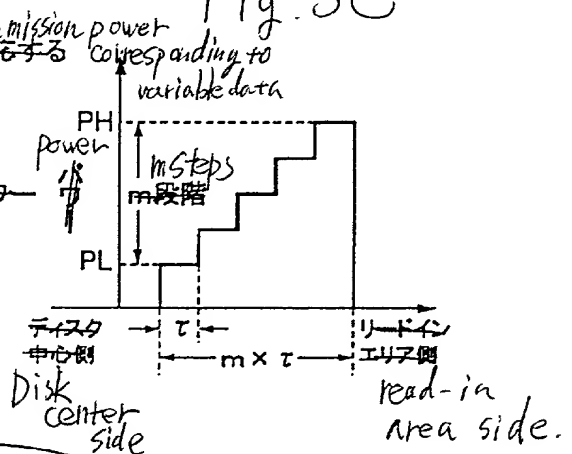 Fig. 3C
mission power
応する corresponding to
variable data
PH
power
m steps
m段階
PL
τ
m × τ
ディスク
中心側
リードイン
エリア側
Disk
center
side
read-in
area side.